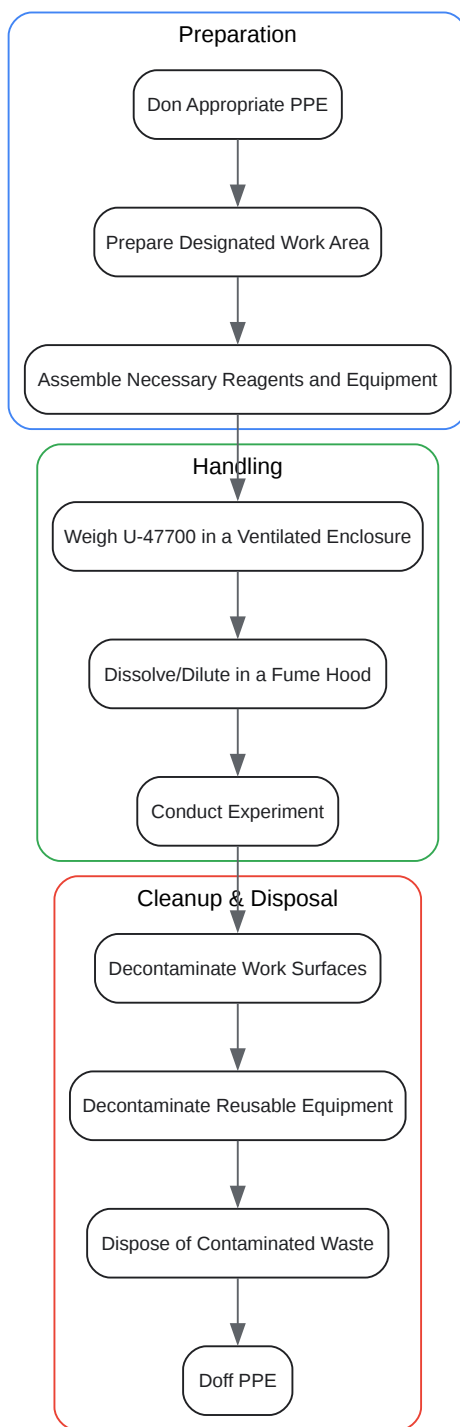 Preparation
Don Appropriate PPE
Prepare Designated Work Area
Assemble Necessary Reagents and Equipment
Handling
Weigh U-47700 in a Ventilated Enclosure
Dissolve/Dilute in a Fume Hood
Conduct Experiment
Cleanup & Disposal
Decontaminate Work Surfaces
Decontaminate Reusable Equipment
Dispose of Contaminated Waste
Doff PPE